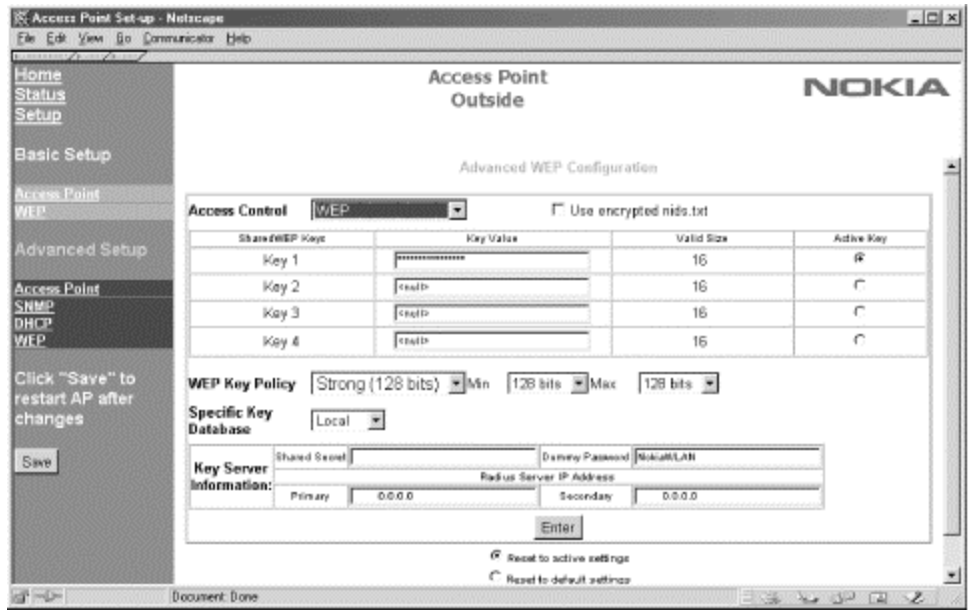 Access Point Set-up - Netscape
File Edit View Go Communicator Help
Home
Status
Setup
Basic Setup
Access Point
WEP
Advanced Setup
Access Point
SNMP
DHCP
WEP
Click "Save" to
restart AP after
changes
Save
Access Point
Outside
NOKIA
Advanced WEP Configuration
Access Control WEP Use encrypted nids.txt
Shared WEP Keys Key Value Valid Size Active Key
Key 1 **************** 16
Key 2 <null> 16
Key 3 <null> 16
Key 4 <null> 16
WEP Key Policy Strong (128 bits) Min 128 bits Max 128 bits
Specific Key
Database
Local
Key Server
Information:
Shared Secret Dummy Password NokiaWLAN
Radius Server IP Address
Primary 0.0.0.0 Secondary 0.0.0.0
Enter
Reset to active settings
Reset to default settings
Document: Done